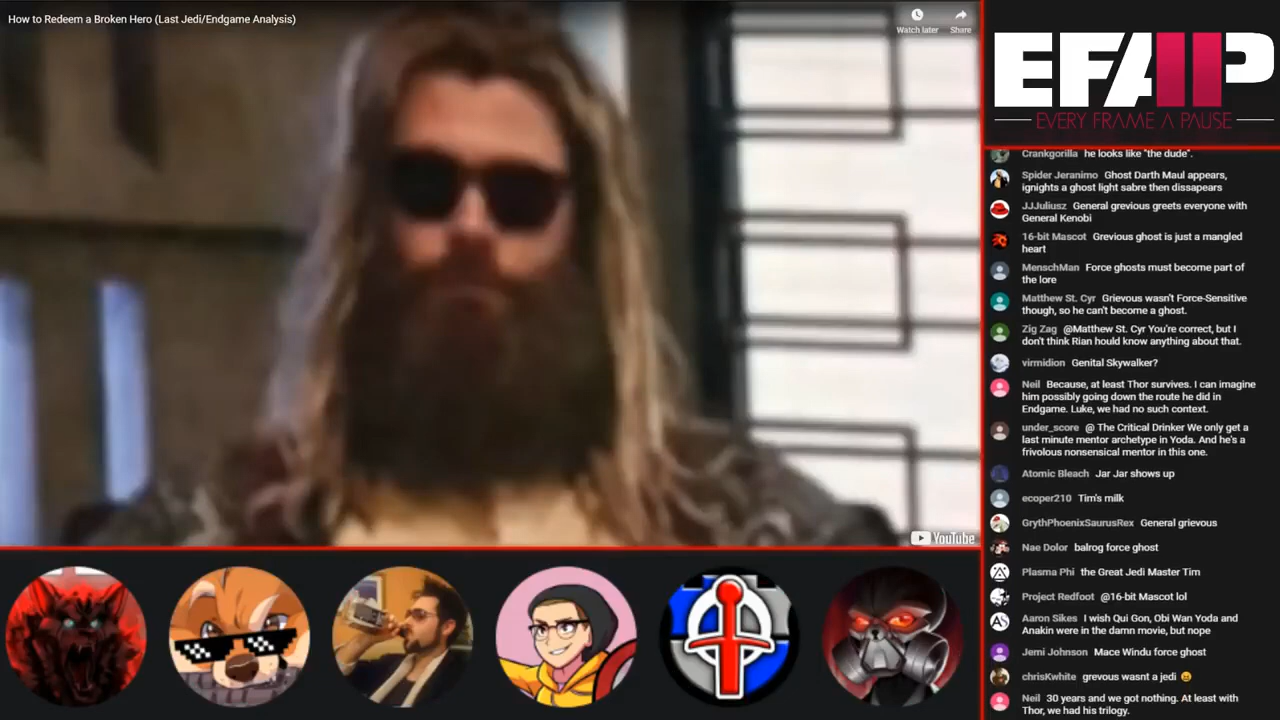 How to Redeem a Broken Hero (Last Jedi/Endgame Analysis)
Watch later
Share
YouTube
EFAP
EVERY FRAME A PAUSE
Crankgorilla he looks like "the dude".
Spider Jeranimo Ghost Darth Maul appears,
ignights a ghost light sabre then dissapears
JJJuliusz General grevious greets everyone with
General Kenobi
16-bit Mascot Grevious ghost is just a mangled
heart
MenschMan Force ghosts must become part of
the lore
Matthew St. Cyr Grievous wasn't Force-Sensitive
though, so he can't become a ghost.
Zig Zag @Matthew St. Cyr You're correct, but I
don't think Rian hould know anything about that.
virmidion Genital Skywalker?
Neil Because, at least Thor survives. I can imagine
him possibly going down the route he did in
Endgame. Luke, we had no such context.
under_score @ The Critical Drinker We only get a
last minute mentor archetype in Yoda. And he's a
frivolous nonsensical mentor in this one.
Atomic Bleach Jar Jar shows up
ecoper210 Tim's milk
GrythPhoenixSaurusRex General grievous
Nae Dolor balrog force ghost
Plasma Phi the Great Jedi Master Tim
Project Redfoot @16-bit Mascot lol
AS
Aaron Sikes I wish Qui Gon, Obi Wan Yoda and
Anakin were in the damn movie, but nope
Jemi Johnson Mace Windu force ghost
chrisKwhite grevous wasnt a jedi
Neil 30 years and we got nothing. At least with
Thor, we had his trilogy.